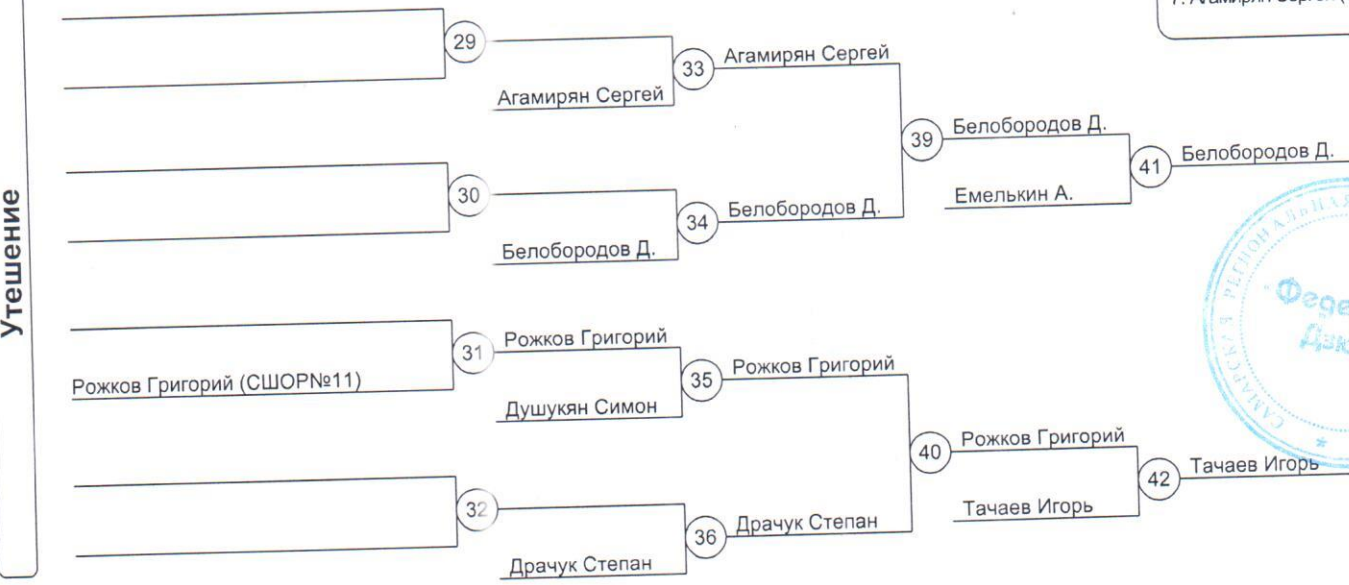 Утешение
29
Агамирян Сергей
33
Агамирян Сергей
39
Белобородов Д.
41
Белобородов Д.
30
Белобородов Д.
34
Белобородов Д.
Емелькин А.
Рожков Григорий (СШОР№11)
31
Рожков Григорий
Душукян Симон
35
Рожков Григорий
40
Рожков Григорий
42
Тачаев Игорь
Тачаев Игорь
32
Драчук Степан
36
Драчук Степан
САМАРСКАЯ